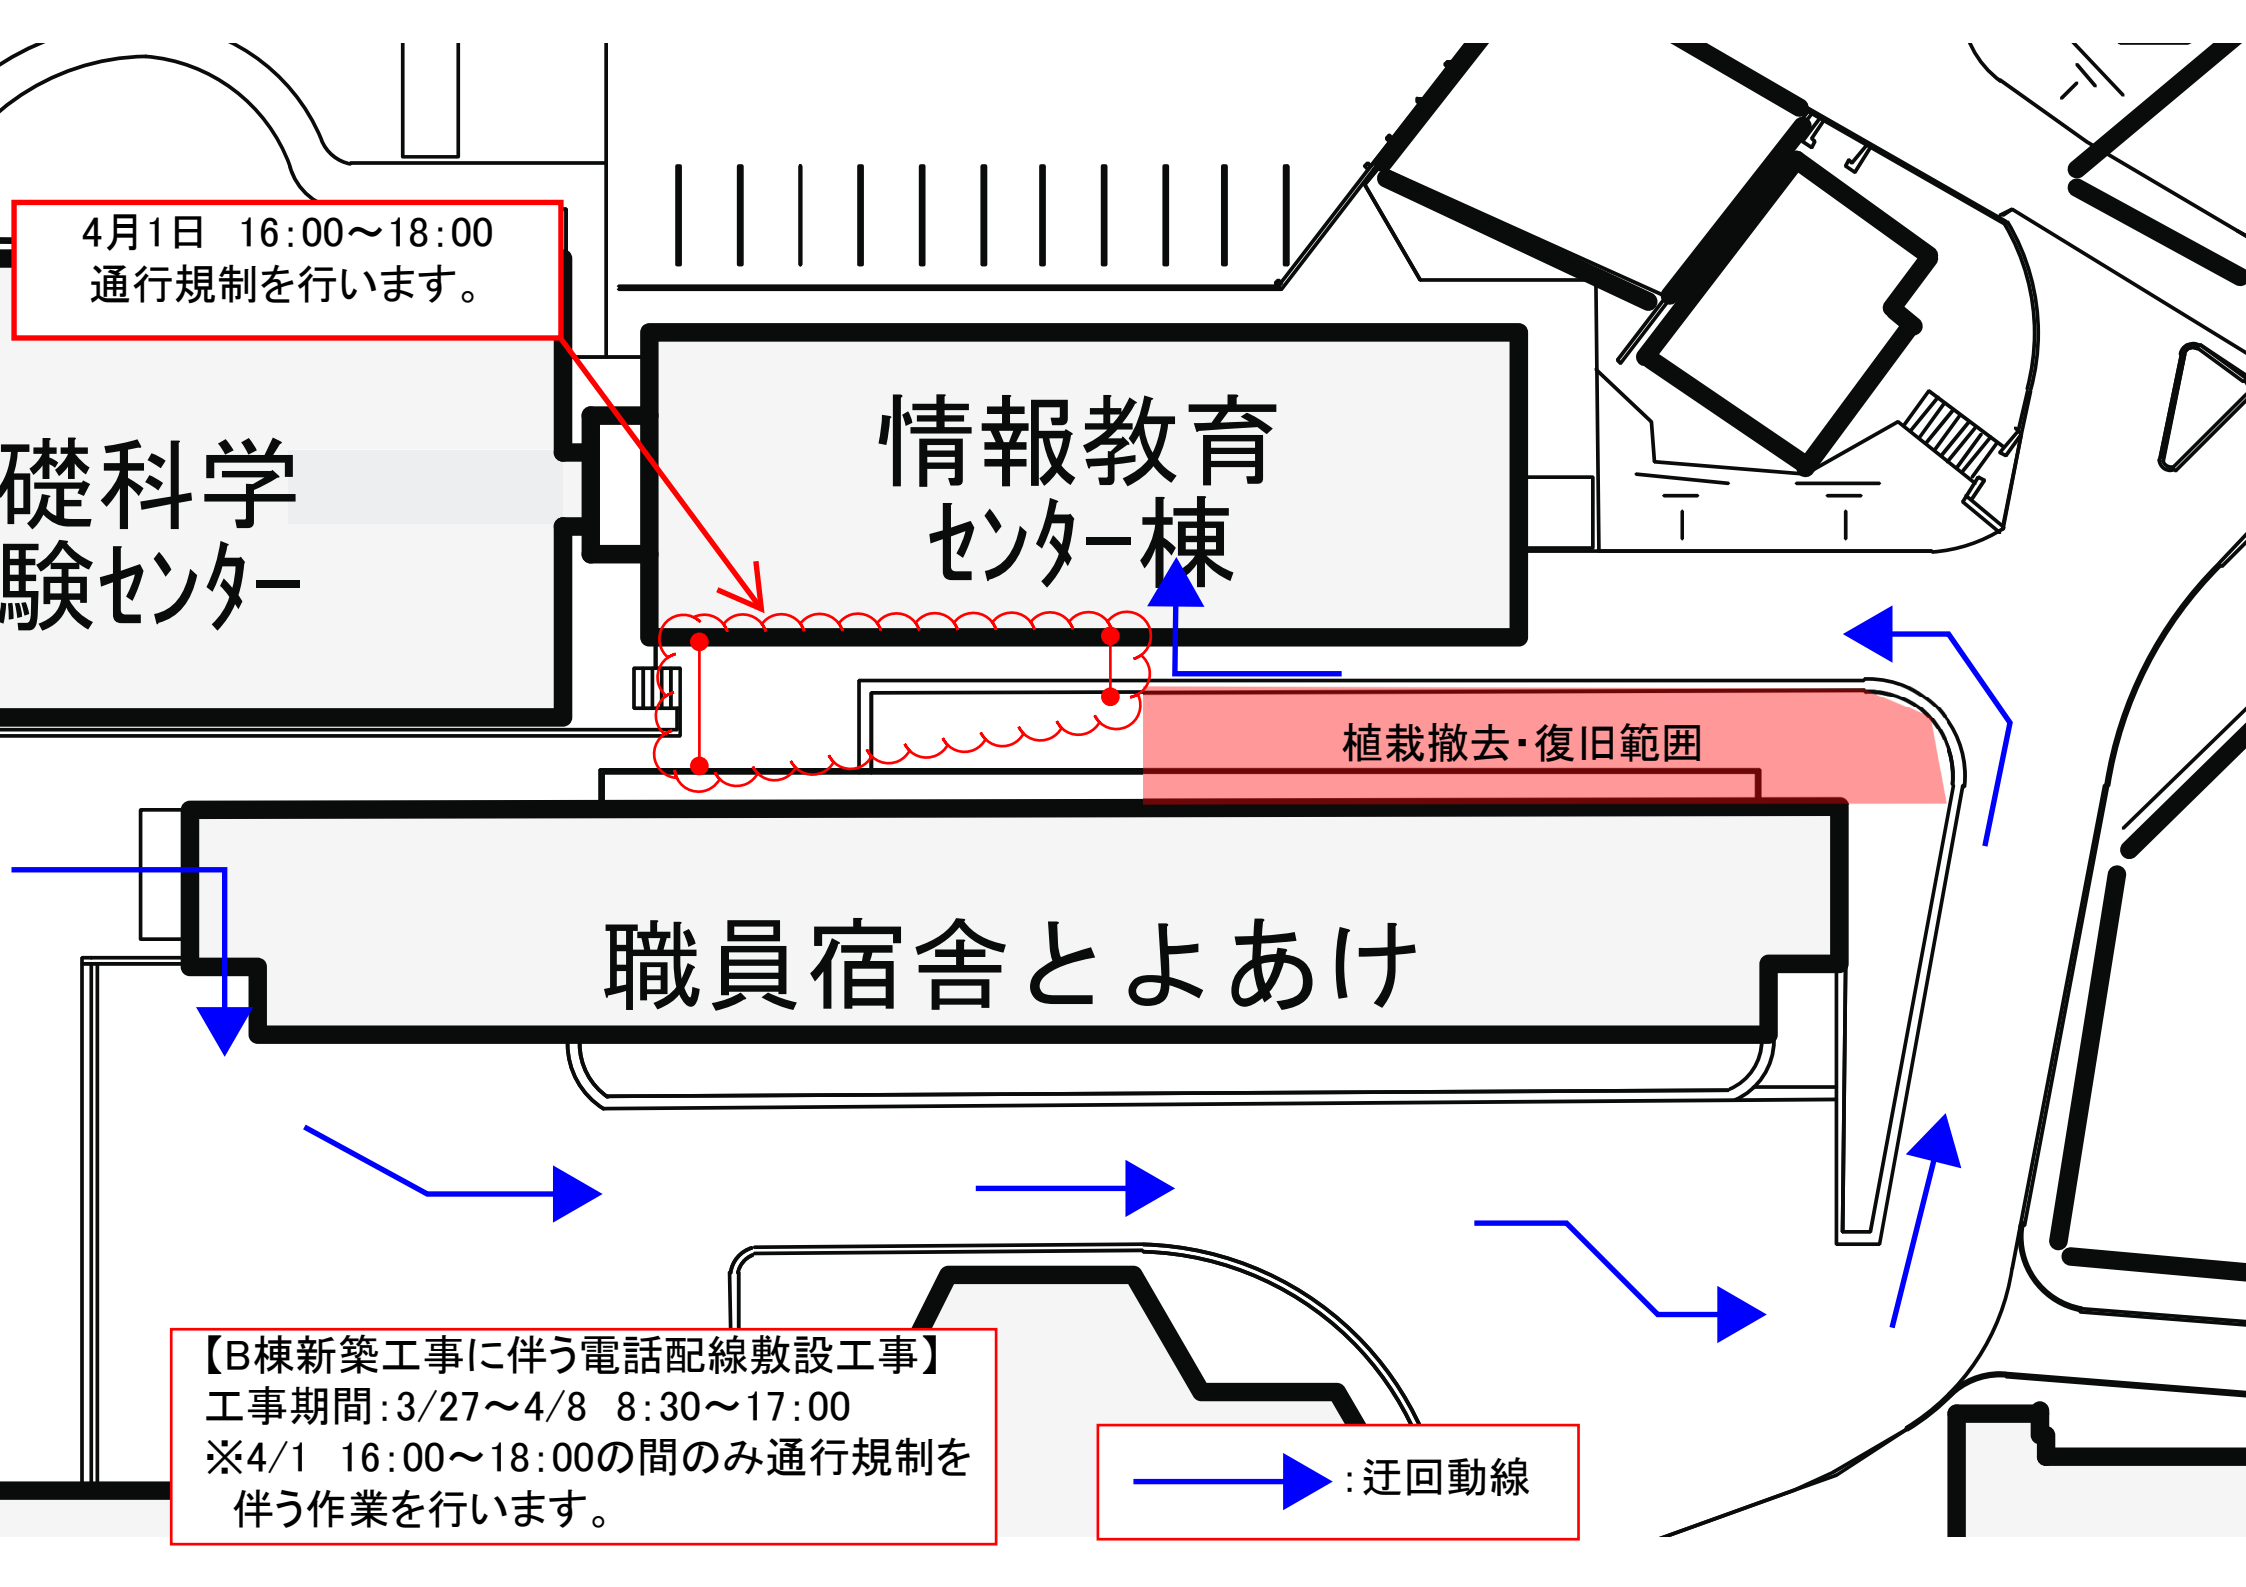 4月1日　16:00～18:00
通行規制を行います。
礎科学
験センター
情報教育
センター棟
植栽撤去・復旧範囲
職員宿舎とよあけ
【B棟新築工事に伴う電話配線敷設工事】
工事期間:3/27～4/8　8:30～17:00
※4/1　16:00～18:00の間のみ通行規制を
伴う作業を行います。
:迂回動線